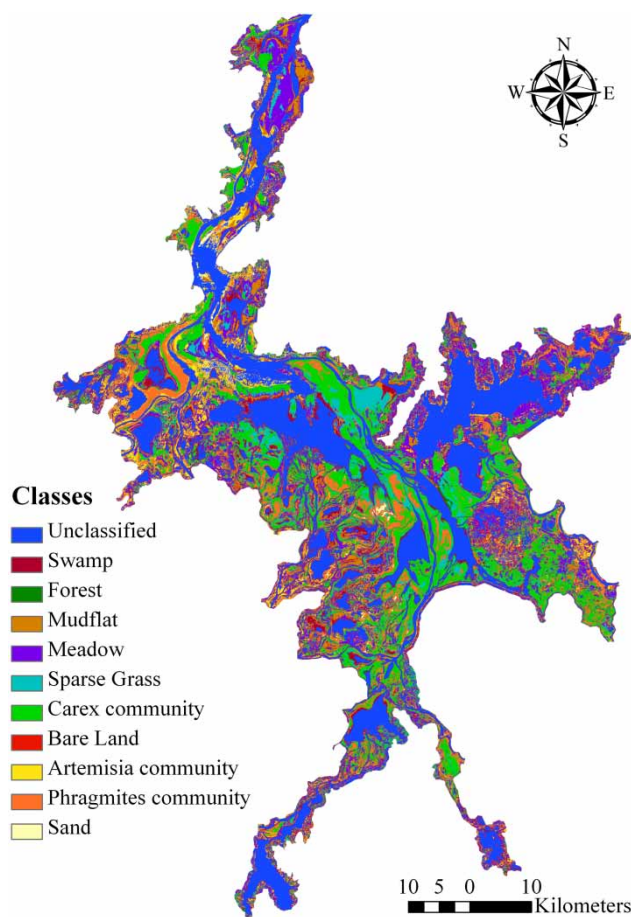 N
W E
S
Classes
Unclassified
Swamp
Forest
Mudflat
Meadow
Sparse Grass
Carex community
Bare Land
Artemisia community
Phragmites community
Sand
10 5 0 10
Kilometers